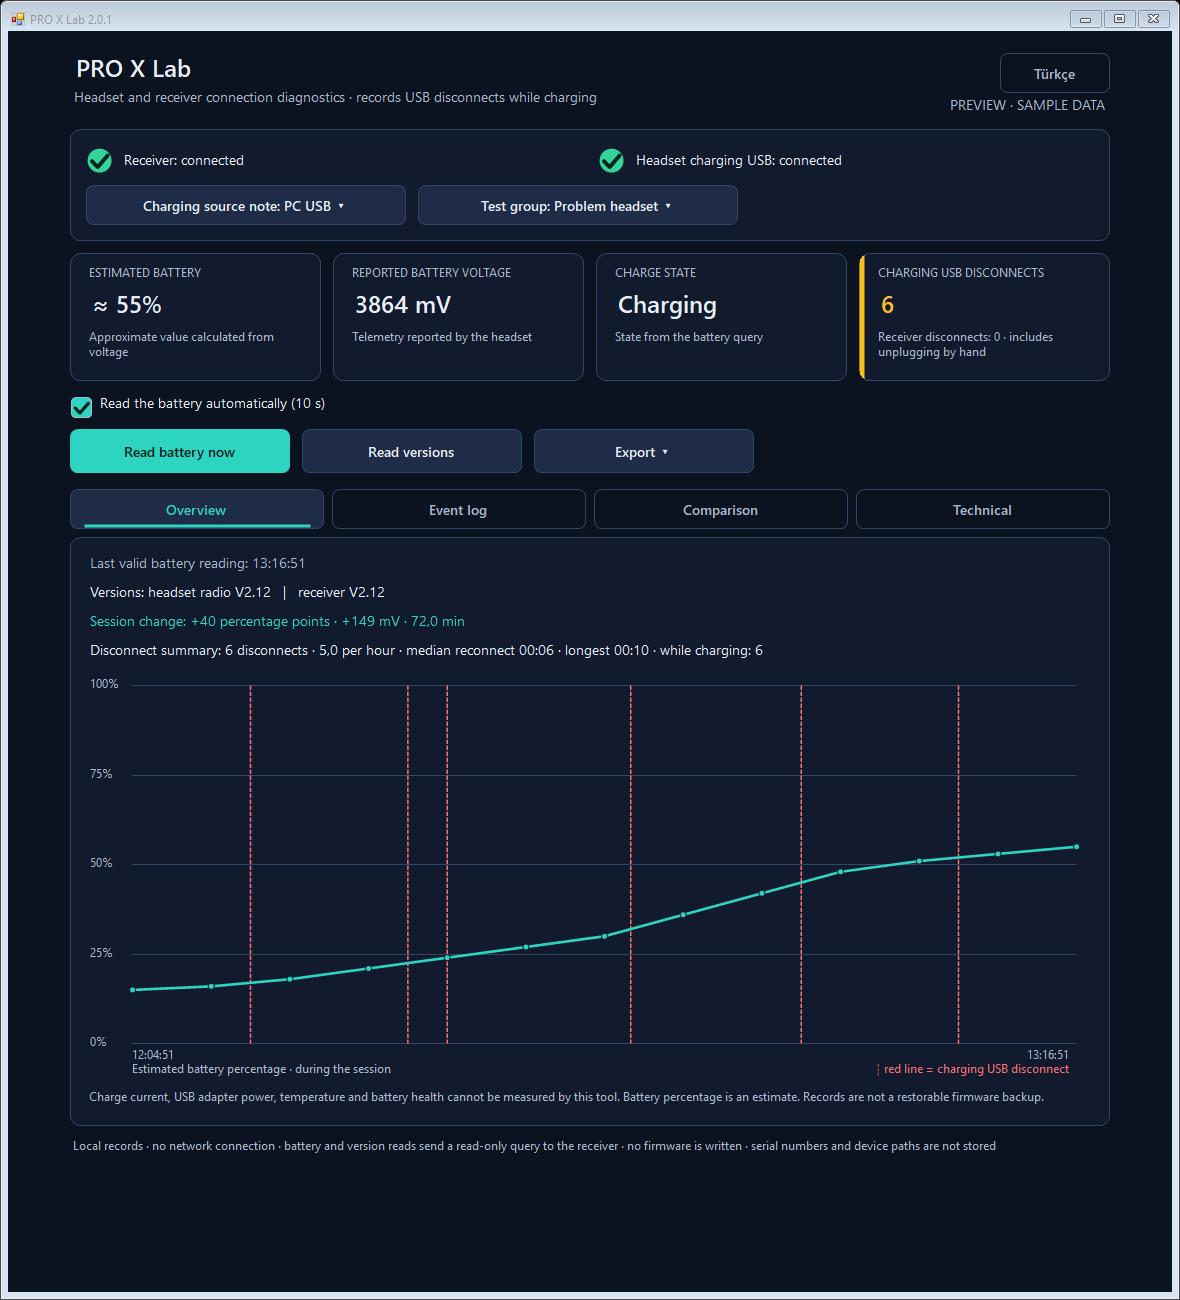 PRO X Lab 2.0.1
PRO X Lab
Türkçe
Headset and receiver connection diagnostics · records USB disconnects while charging
PREVIEW · SAMPLE DATA
Receiver: connected
Headset charging USB: connected
Charging source note: PC USB ▾
Test group: Problem headset ▾
ESTIMATED BATTERY
≈ 55%
Approximate value calculated from
voltage
REPORTED BATTERY VOLTAGE
3864 mV
Telemetry reported by the headset
CHARGE STATE
Charging
State from the battery query
CHARGING USB DISCONNECTS
6
Receiver disconnects: 0 · includes
unplugging by hand
Read the battery automatically (10 s)
Read battery now
Read versions
Export ▾
Overview
Event log
Comparison
Technical
Last valid battery reading: 13:16:51
Versions: headset radio V2.12 | receiver V2.12
Session change: +40 percentage points · +149 mV · 72,0 min
Disconnect summary: 6 disconnects · 5,0 per hour · median reconnect 00:06 · longest 00:10 · while charging: 6
100%
75%
50%
25%
0%
12:04:51
13:16:51
Estimated battery percentage · during the session
¦ red line = charging USB disconnect
Charge current, USB adapter power, temperature and battery health cannot be measured by this tool. Battery percentage is an estimate. Records are not a restorable firmware backup.
Local records · no network connection · battery and version reads send a read-only query to the receiver · no firmware is written · serial numbers and device paths are not stored